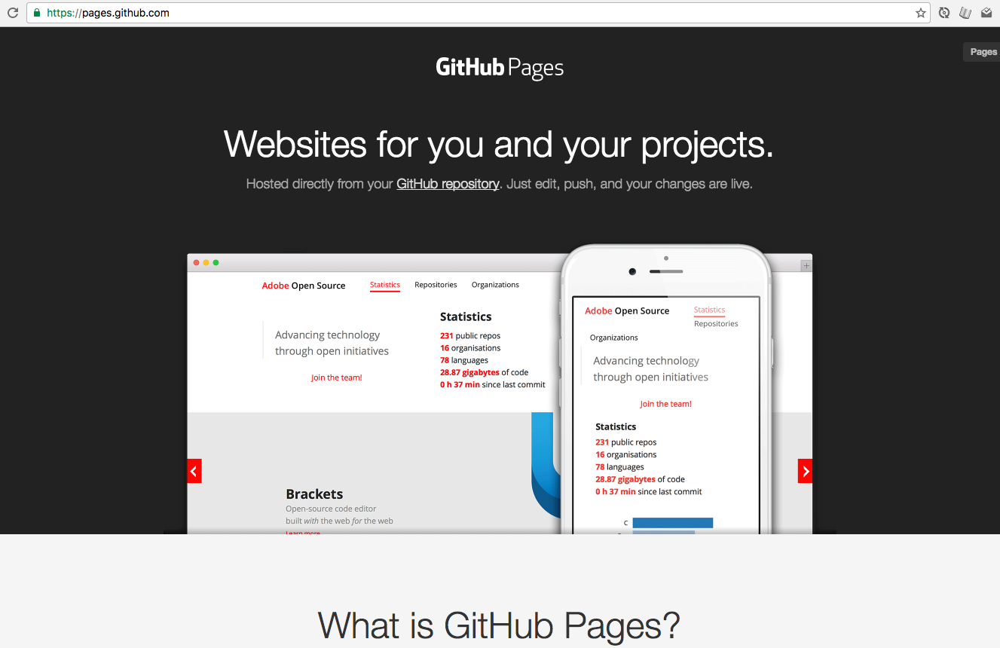 https://pages.github.com
Pages
GitHub Pages
Websites for you and your projects.
Hosted directly from your GitHub repository. Just edit, push, and your changes are live.
Adobe Open Source
Statistics
Repositories
Organizations
Advancing technology
through open initiatives
Join the team!
Statistics
231 public repos
16 organisations
78 languages
28.87 gigabytes of code
0 h 37 min since last commit
Brackets
Open-source code editor
built with the web for the web
Learn more
Adobe Open Source
Statistics
Repositories
Organizations
Advancing technology
through open initiatives
Join the team!
Statistics
231 public repos
16 organisations
78 languages
28.87 gigabytes of code
0 h 37 min since last commit
C
What is GitHub Pages?